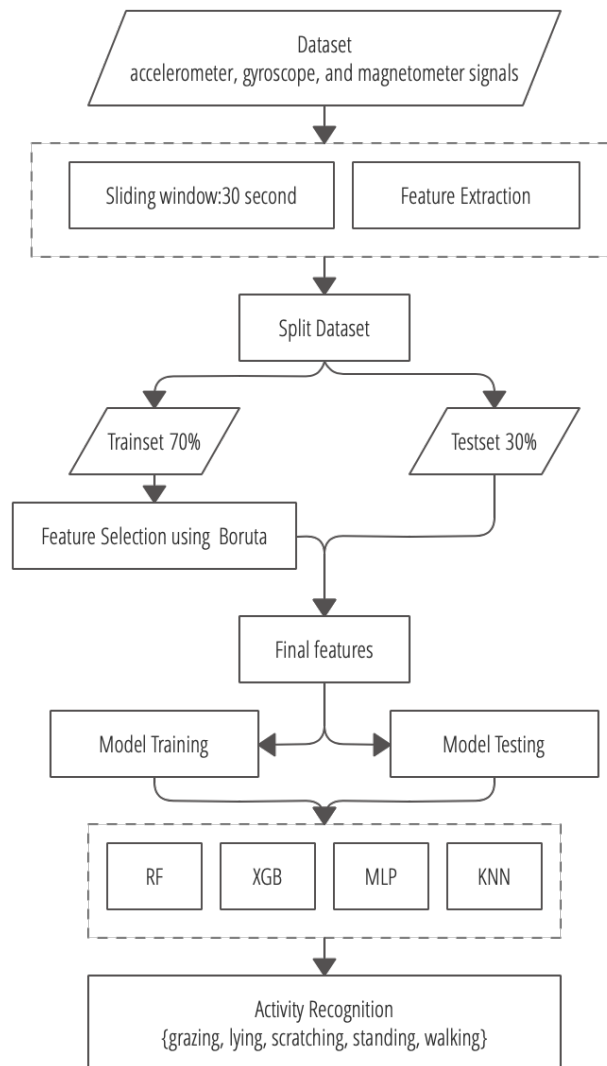 Dataset
accelerometer, gyroscope, and magnetometer signals
Sliding window:30 second
Feature Extraction
Split Dataset
Trainset 70%
Testset 30%
Feature Selection using Boruta
Final features
Model Training
Model Testing
RF
XGB
MLP
KNN
Activity Recognition
{grazing, lying, scratching, standing, walking}